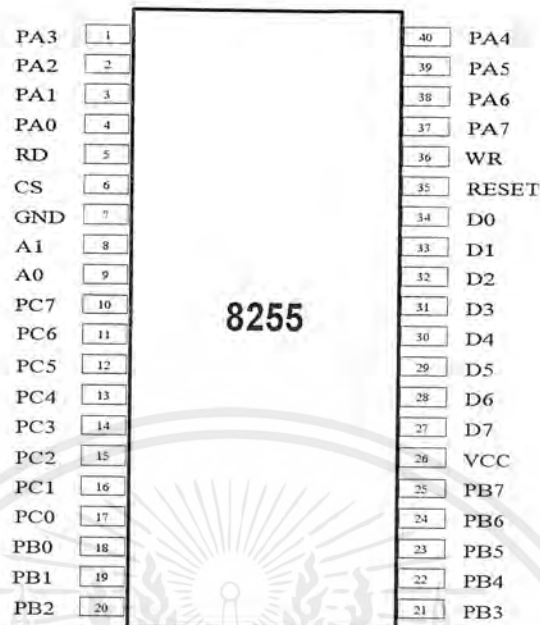 PA3 1 40 PA4
PA2 2 39 PA5
PA1 3 38 PA6
PA0 4 37 PA7
RD 5 36 WR
CS 6 35 RESET
GND 7 34 D0
A1 8 33 D1
A0 9 32 D2
PC7 10 31 D3
8255
PC6 11 30 D4
PC5 12 29 D5
PC4 13 28 D6
PC3 14 27 D7
PC2 15 26 VCC
PC1 16 25 PB7
PC0 17 24 PB6
PB0 18 23 PB5
PB1 19 22 PB4
PB2 20 21 PB3